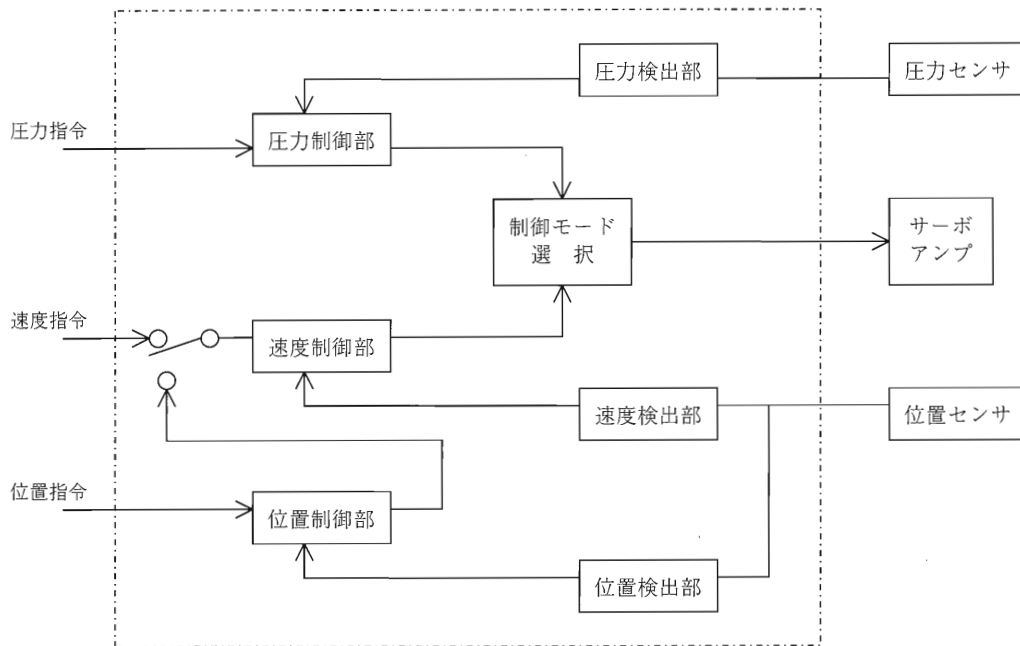 圧力検出部
圧力センサ
圧力指令
圧力制御部
制御モード
選 択
サーボ
アンプ
速度指令
速度制御部
速度検出部
位置センサ
位置指令
位置制御部
位置検出部